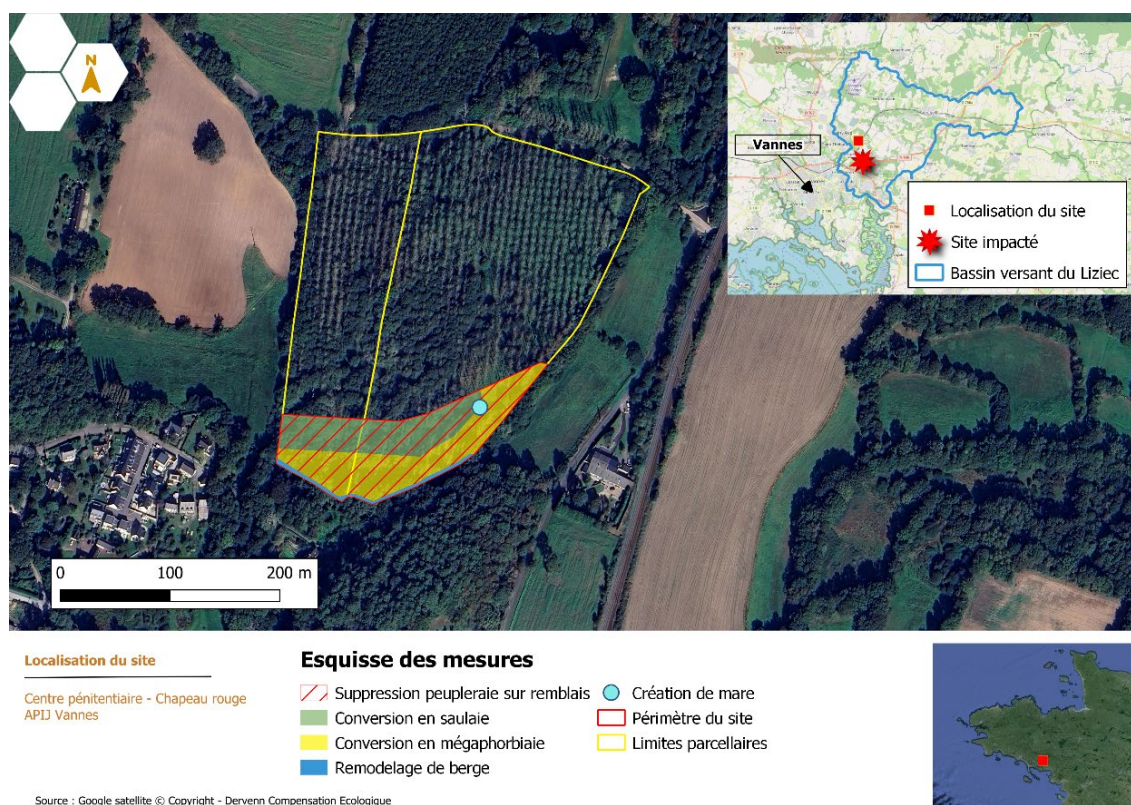 N
Vannes
Localisation du site
Site impacté
Bassin versant du Liziec
0 100 200 m
Localisation du site
Centre pénitentiaire - Chapeau rouge
APIJ Vannes
Esquisse des mesures
Suppression peupleraie sur remblais
Conversion en saulaie
Conversion en mégaphorbiaie
Remodelage de berge
Création de mare
Périmètre du site
Limites parcellaires
Source : Google satellite © Copyright - Dervenn Compensation Ecologique